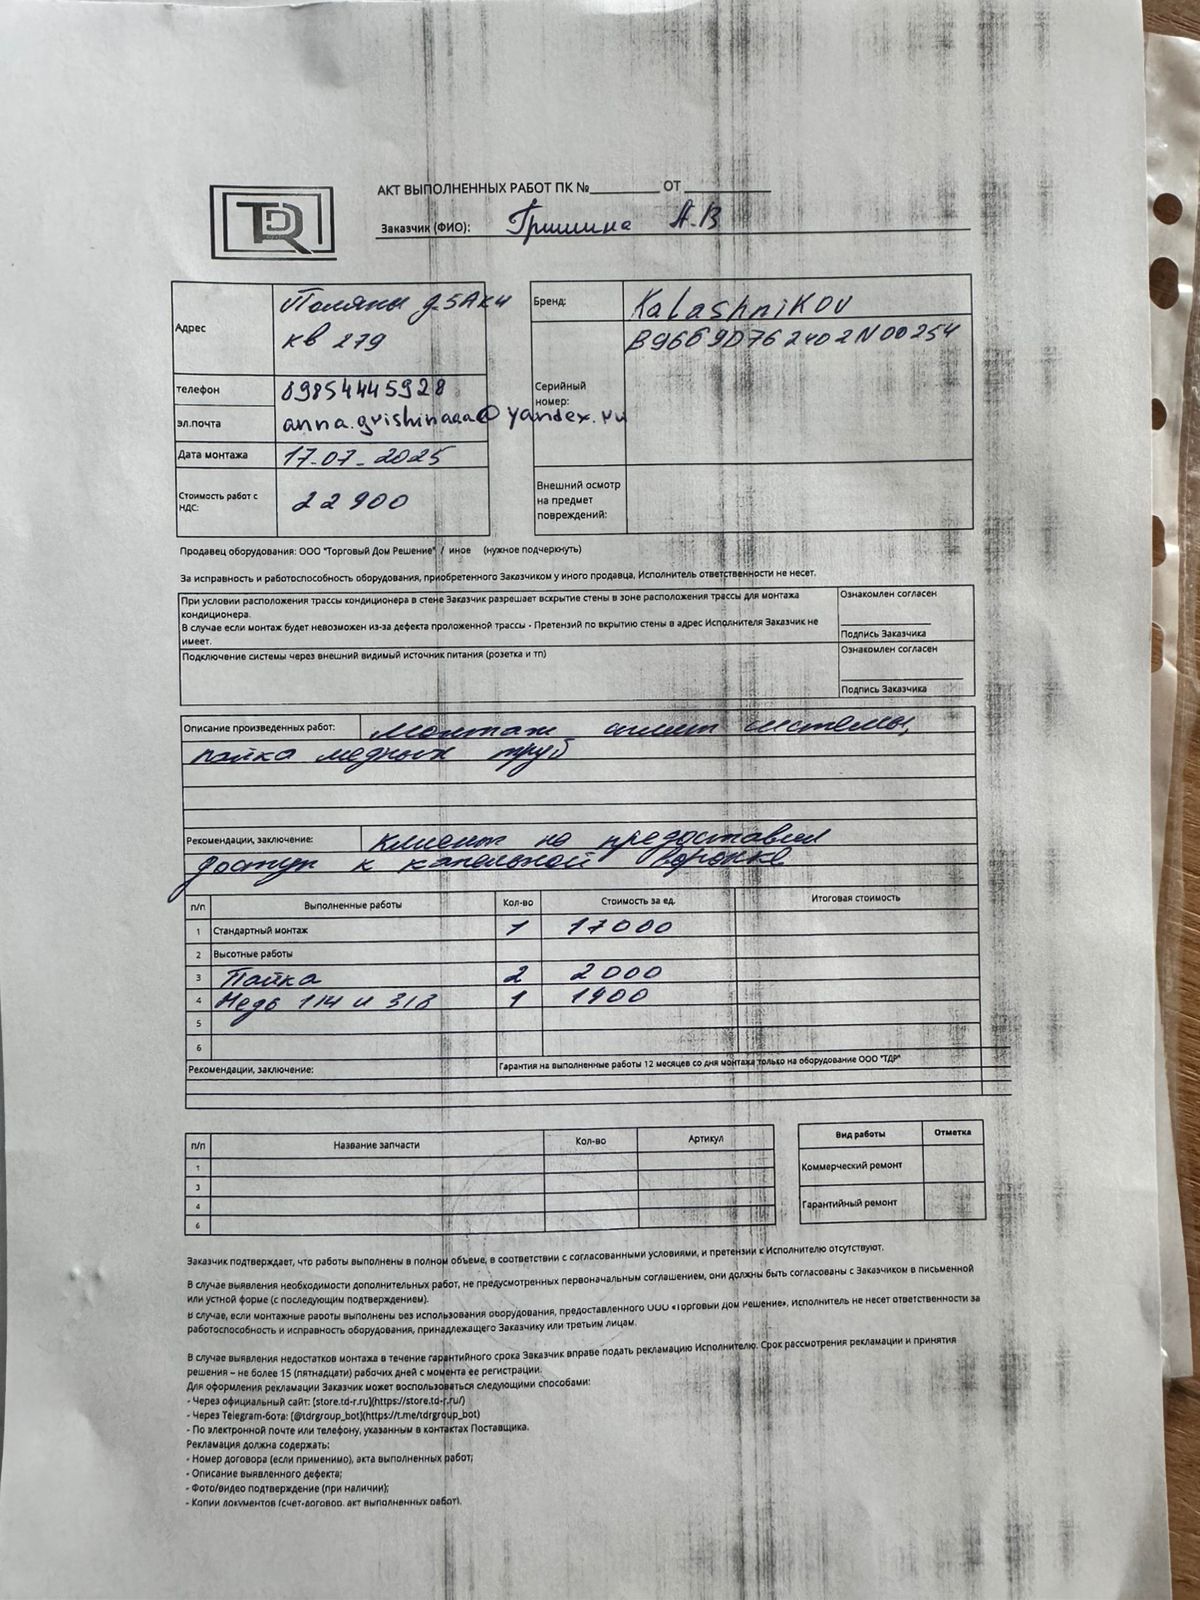 TDR
АКТ ВЫПОЛНЕННЫХ РАБОТ ПК №_________ ОТ ___________
Заказчик (ФИО): Гришина А.В
Адрес Поляны д.5Ак4
кв 279
телефон 89854445928
эл.почта anna.grishinaaa@yandex.ru
Дата монтажа 17.07.2025
Стоимость работ с НДС: 22 900
Бренд: KalashniKOV
Серийный номер: B9669D762402N00254
Внешний осмотр на предмет повреждений:
Продавец оборудования: ООО "Торговый Дом Решение" / иное (нужное подчеркнуть)
За исправность и работоспособность оборудования, приобретенного Заказчиком у иного продавца, Исполнитель ответственности не несет.
При условии расположения трассы кондиционера в стене Заказчик разрешает вскрытие стены в зоне расположения трассы для монтажа
кондиционера.
В случае если монтаж будет невозможен из-за дефекта проложенной трассы - Претензий по вкрытию стены в адрес Исполнителя Заказчик не
имеет.
Ознакомлен согласен
Подпись Заказчика
Подключение системы через внешний видимый источник питания (розетка и тп)
Ознакомлен согласен
Подпись Заказчика
Описание произведенных работ: монтаж сплит системы,
пайка медных труб
Рекомендации, заключение: клиент не предоставил
доступ к капельной воронке
п/п Выполненные работы Кол-во Стоимость за ед. Итоговая стоимость
1 Стандартный монтаж 1 17000
2 Высотные работы
3 Пайка 2 2000
4 Медь 1/4 и 3/8 1 1900
5
6
Рекомендации, заключение: Гарантия на выполненные работы 12 месяцев со дня монтажа только на оборудование ООО "ТДР"
п/п Название запчасти Кол-во Артикул
1
3
4
6
Вид работы Отметка
Коммерческий ремонт
Гарантийный ремонт
Заказчик подтверждает, что работы выполнены в полном объеме, в соответствии с согласованными условиями, и претензии к Исполнителю отсутствуют.
В случае выявления необходимости дополнительных работ, не предусмотренных первоначальным соглашением, они должны быть согласованы с Заказчиком в письменной
или устной форме (с последующим подтверждением).
В случае, если монтажные работы выполнены без использования оборудования, предоставленного ООО «Торговый Дом Решение», Исполнитель не несет ответственности за
работоспособность и исправность оборудования, принадлежащего Заказчику или третьим лицам.
В случае выявления недостатков монтажа в течение гарантийного срока Заказчик вправе подать рекламацию Исполнителю. Срок рассмотрения рекламации и принятия
решения – не более 15 (пятнадцати) рабочих дней с момента ее регистрации.
Для оформления рекламации Заказчик может воспользоваться следующими способами:
- Через официальный сайт: [store.td-r.ru](https://store.td-r.ru/)
- Через Telegram-бота: [@tdrgroup_bot](https://t.me/tdrgroup_bot)
- По электронной почте или телефону, указанным в контактах Поставщика.
Рекламация должна содержать:
- Номер договора (если применимо), акта выполненных работ;
- Описание выявленного дефекта;
- Фото/видео подтверждение (при наличии);
- Копии документов (счет-договор, акт выполненных работ).